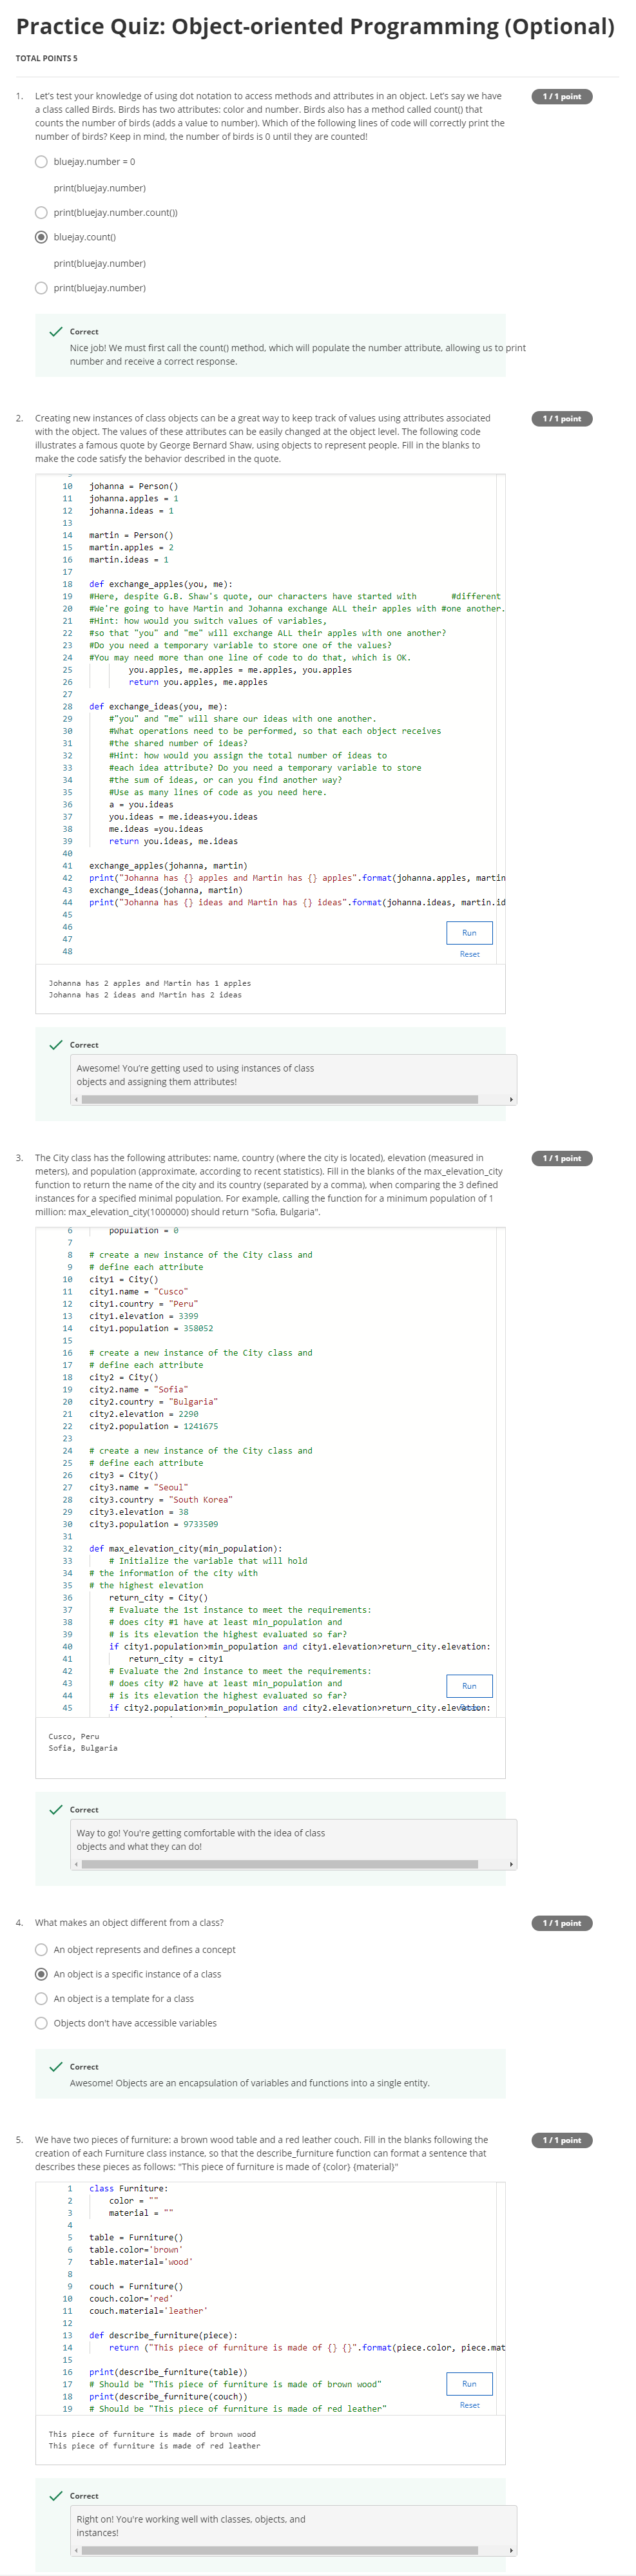 Practice Quiz: Object-oriented Programming (Optional)
TOTAL POINTS 5
1. Let's test your knowledge of using dot notation to access methods and attributes in an object. Let's say we have
a class called Birds. Birds has two attributes: color and number. Birds also has a method called count() that
counts the number of birds (adds a value to number). Which of the following lines of code will correctly print the
number of birds? Keep in mind, the number of birds is 0 until they are counted!
1 / 1 point
bluejay.number = 0
print(bluejay.number)
print(bluejay.number.count())
bluejay.count()
print(bluejay.number)
print(bluejay.number)
Correct
Nice job! We must first call the count() method, which will populate the number attribute, allowing us to print
number and receive a correct response.
2. Creating new instances of class objects can be a great way to keep track of values using attributes associated
with the object. The values of these attributes can be easily changed at the object level. The following code
illustrates a famous quote by George Bernard Shaw, using objects to represent people. Fill in the blanks to
make the code satisfy the behavior described in the quote.
1 / 1 point
10 johanna = Person()
11 johanna.apples = 1
12 johanna.ideas = 1
13
14 martin = Person()
15 martin.apples = 2
16 martin.ideas = 1
17
18 def exchange_apples(you, me):
19 #Here, despite G.B. Shaw's quote, our characters have started with #different
20 #We're going to have Martin and Johanna exchange ALL their apples with #one another.
21 #Hint: how would you switch values of variables,
22 #so that "you" and "me" will exchange ALL their apples with one another?
23 #Do you need a temporary variable to store one of the values?
24 #You may need more than one line of code to do that, which is OK.
25 you.apples, me.apples = me.apples, you.apples
26 return you.apples, me.apples
27
28 def exchange_ideas(you, me):
29 #"you" and "me" will share our ideas with one another.
30 #What operations need to be performed, so that each object receives
31 #the shared number of ideas?
32 #Hint: how would you assign the total number of ideas to
33 #each idea attribute? Do you need a temporary variable to store
34 #the sum of ideas, or can you find another way?
35 #Use as many lines of code as you need here.
36 a = you.ideas
37 you.ideas = me.ideas+you.ideas
38 me.ideas =you.ideas
39 return you.ideas, me.ideas
40
41 exchange_apples(johanna, martin)
42 print("Johanna has {} apples and Martin has {} apples".format(johanna.apples, martin
43 exchange_ideas(johanna, martin)
44 print("Johanna has {} ideas and Martin has {} ideas".format(johanna.ideas, martin.id
45
46
47
48
Run
Reset
Johanna has 2 apples and Martin has 1 apples
Johanna has 2 ideas and Martin has 2 ideas
Correct
Awesome! You're getting used to using instances of class
objects and assigning them attributes!
3. The City class has the following attributes: name, country (where the city is located), elevation (measured in
meters), and population (approximate, according to recent statistics). Fill in the blanks of the max_elevation_city
function to return the name of the city and its country (separated by a comma), when comparing the 3 defined
instances for a specified minimal population. For example, calling the function for a minimum population of 1
million: max_elevation_city(1000000) should return "Sofia, Bulgaria".
1 / 1 point
6 population = 0
7
8 # create a new instance of the City class and
9 # define each attribute
10 city1 = City()
11 city1.name = "Cusco"
12 city1.country = "Peru"
13 city1.elevation = 3399
14 city1.population = 358052
15
16 # create a new instance of the City class and
17 # define each attribute
18 city2 = City()
19 city2.name = "Sofia"
20 city2.country = "Bulgaria"
21 city2.elevation = 2290
22 city2.population = 1241675
23
24 # create a new instance of the City class and
25 # define each attribute
26 city3 = City()
27 city3.name = "Seoul"
28 city3.country = "South Korea"
29 city3.elevation = 38
30 city3.population = 9733509
31
32 def max_elevation_city(min_population):
33 # Initialize the variable that will hold
34 # the information of the city with
35 # the highest elevation
36 return_city = City()
37 # Evaluate the 1st instance to meet the requirements:
38 # does city #1 have at least min_population and
39 # is its elevation the highest evaluated so far?
40 if city1.population>min_population and city1.elevation>return_city.elevation:
41 return_city = city1
42 # Evaluate the 2nd instance to meet the requirements:
43 # does city #2 have at least min_population and
44 # is its elevation the highest evaluated so far?
45 if city2.population>min_population and city2.elevation>return_city.elevation:
Run
Cusco, Peru
Sofia, Bulgaria
Correct
Way to go! You're getting comfortable with the idea of class
objects and what they can do!
4. What makes an object different from a class?
1 / 1 point
An object represents and defines a concept
An object is a specific instance of a class
An object is a template for a class
Objects don't have accessible variables
Correct
Awesome! Objects are an encapsulation of variables and functions into a single entity.
5. We have two pieces of furniture: a brown wood table and a red leather couch. Fill in the blanks following the
creation of each Furniture class instance, so that the describe_furniture function can format a sentence that
describes these pieces as follows: "This piece of furniture is made of {color} {material}"
1 / 1 point
1 class Furniture:
2 color = ""
3 material = ""
4
5 table = Furniture()
6 table.color='brown'
7 table.material='wood'
8
9 couch = Furniture()
10 couch.color='red'
11 couch.material='leather'
12
13 def describe_furniture(piece):
14 return ("This piece of furniture is made of {} {}".format(piece.color, piece.mat
15
16 print(describe_furniture(table))
17 # Should be "This piece of furniture is made of brown wood"
18 print(describe_furniture(couch))
19 # Should be "This piece of furniture is made of red leather"
Run
Reset
This piece of furniture is made of brown wood
This piece of furniture is made of red leather
Correct
Right on! You're working well with classes, objects, and
instances!